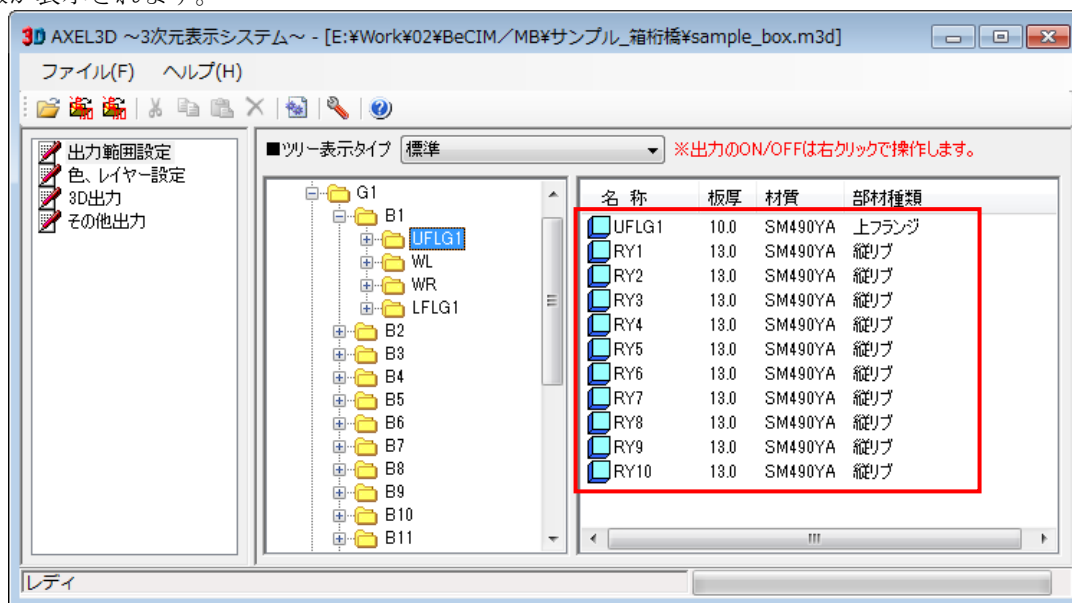 が表示されます。
3D AXEL3D ～3次元表示システム～ - [E:¥Work¥02¥BeCIM／MB¥サンプル_箱桁橋¥sample_box.m3d]
ファイル(F) ヘルプ(H)
出力範囲設定
色、レイヤー設定
3D出力
その他出力
■ツリー表示タイプ 標準 ※出力のON/OFFは右クリックで操作します。
G1
B1
UFLG1
WL
WR
LFLG1
B2
B3
B4
B5
B6
B7
B8
B9
B10
B11
名 称 板厚 材質 部材種類
UFLG1 10.0 SM490YA 上フランジ
RY1 13.0 SM490YA 縦リブ
RY2 13.0 SM490YA 縦リブ
RY3 13.0 SM490YA 縦リブ
RY4 13.0 SM490YA 縦リブ
RY5 13.0 SM490YA 縦リブ
RY6 13.0 SM490YA 縦リブ
RY7 13.0 SM490YA 縦リブ
RY8 13.0 SM490YA 縦リブ
RY9 13.0 SM490YA 縦リブ
RY10 13.0 SM490YA 縦リブ
レディ